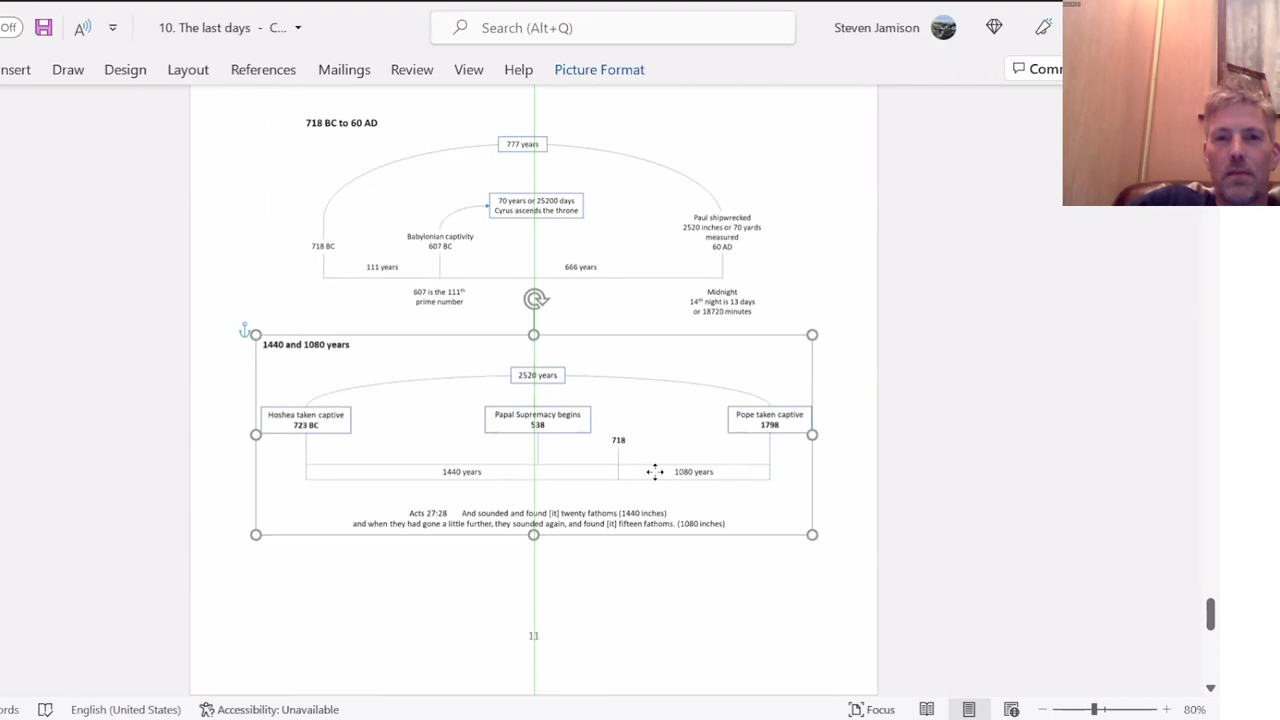 Off
10. The last days - C...
Search (Alt+Q)
Steven Jamison
nsert
Draw
Design
Layout
References
Mailings
Review
View
Help
Picture Format
Comm
718 BC to 60 AD
777 years
70 years or 25200 days
Cyrus ascends the throne
Paul shipwrecked
2520 inches or 70 yards
measured
60 AD
Babylonian captivity
607 BC
718 BC
111 years
666 years
607 is the 111th
prime number
Midnight
14th night is 13 days
or 18720 minutes
1440 and 1080 years
2520 years
Hoshea taken captive
723 BC
Papal Supremacy begins
538
Pope taken captive
1798
718
1440 years
1080 years
Acts 27:28 And sounded and found [it] twenty fathoms (1440 inches)
and when they had gone a little further, they sounded again, and found [it] fifteen fathoms. (1080 inches)
11
ords
English (United States)
Accessibility: Unavailable
Focus
80%